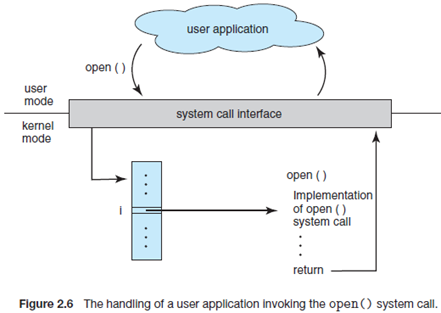 user application
open ( )
user
mode
system call interface
kernel
mode
i
open ( )
Implementation
of open ( )
system call
return
Figure 2.6 The handling of a user application invoking the open() system call.